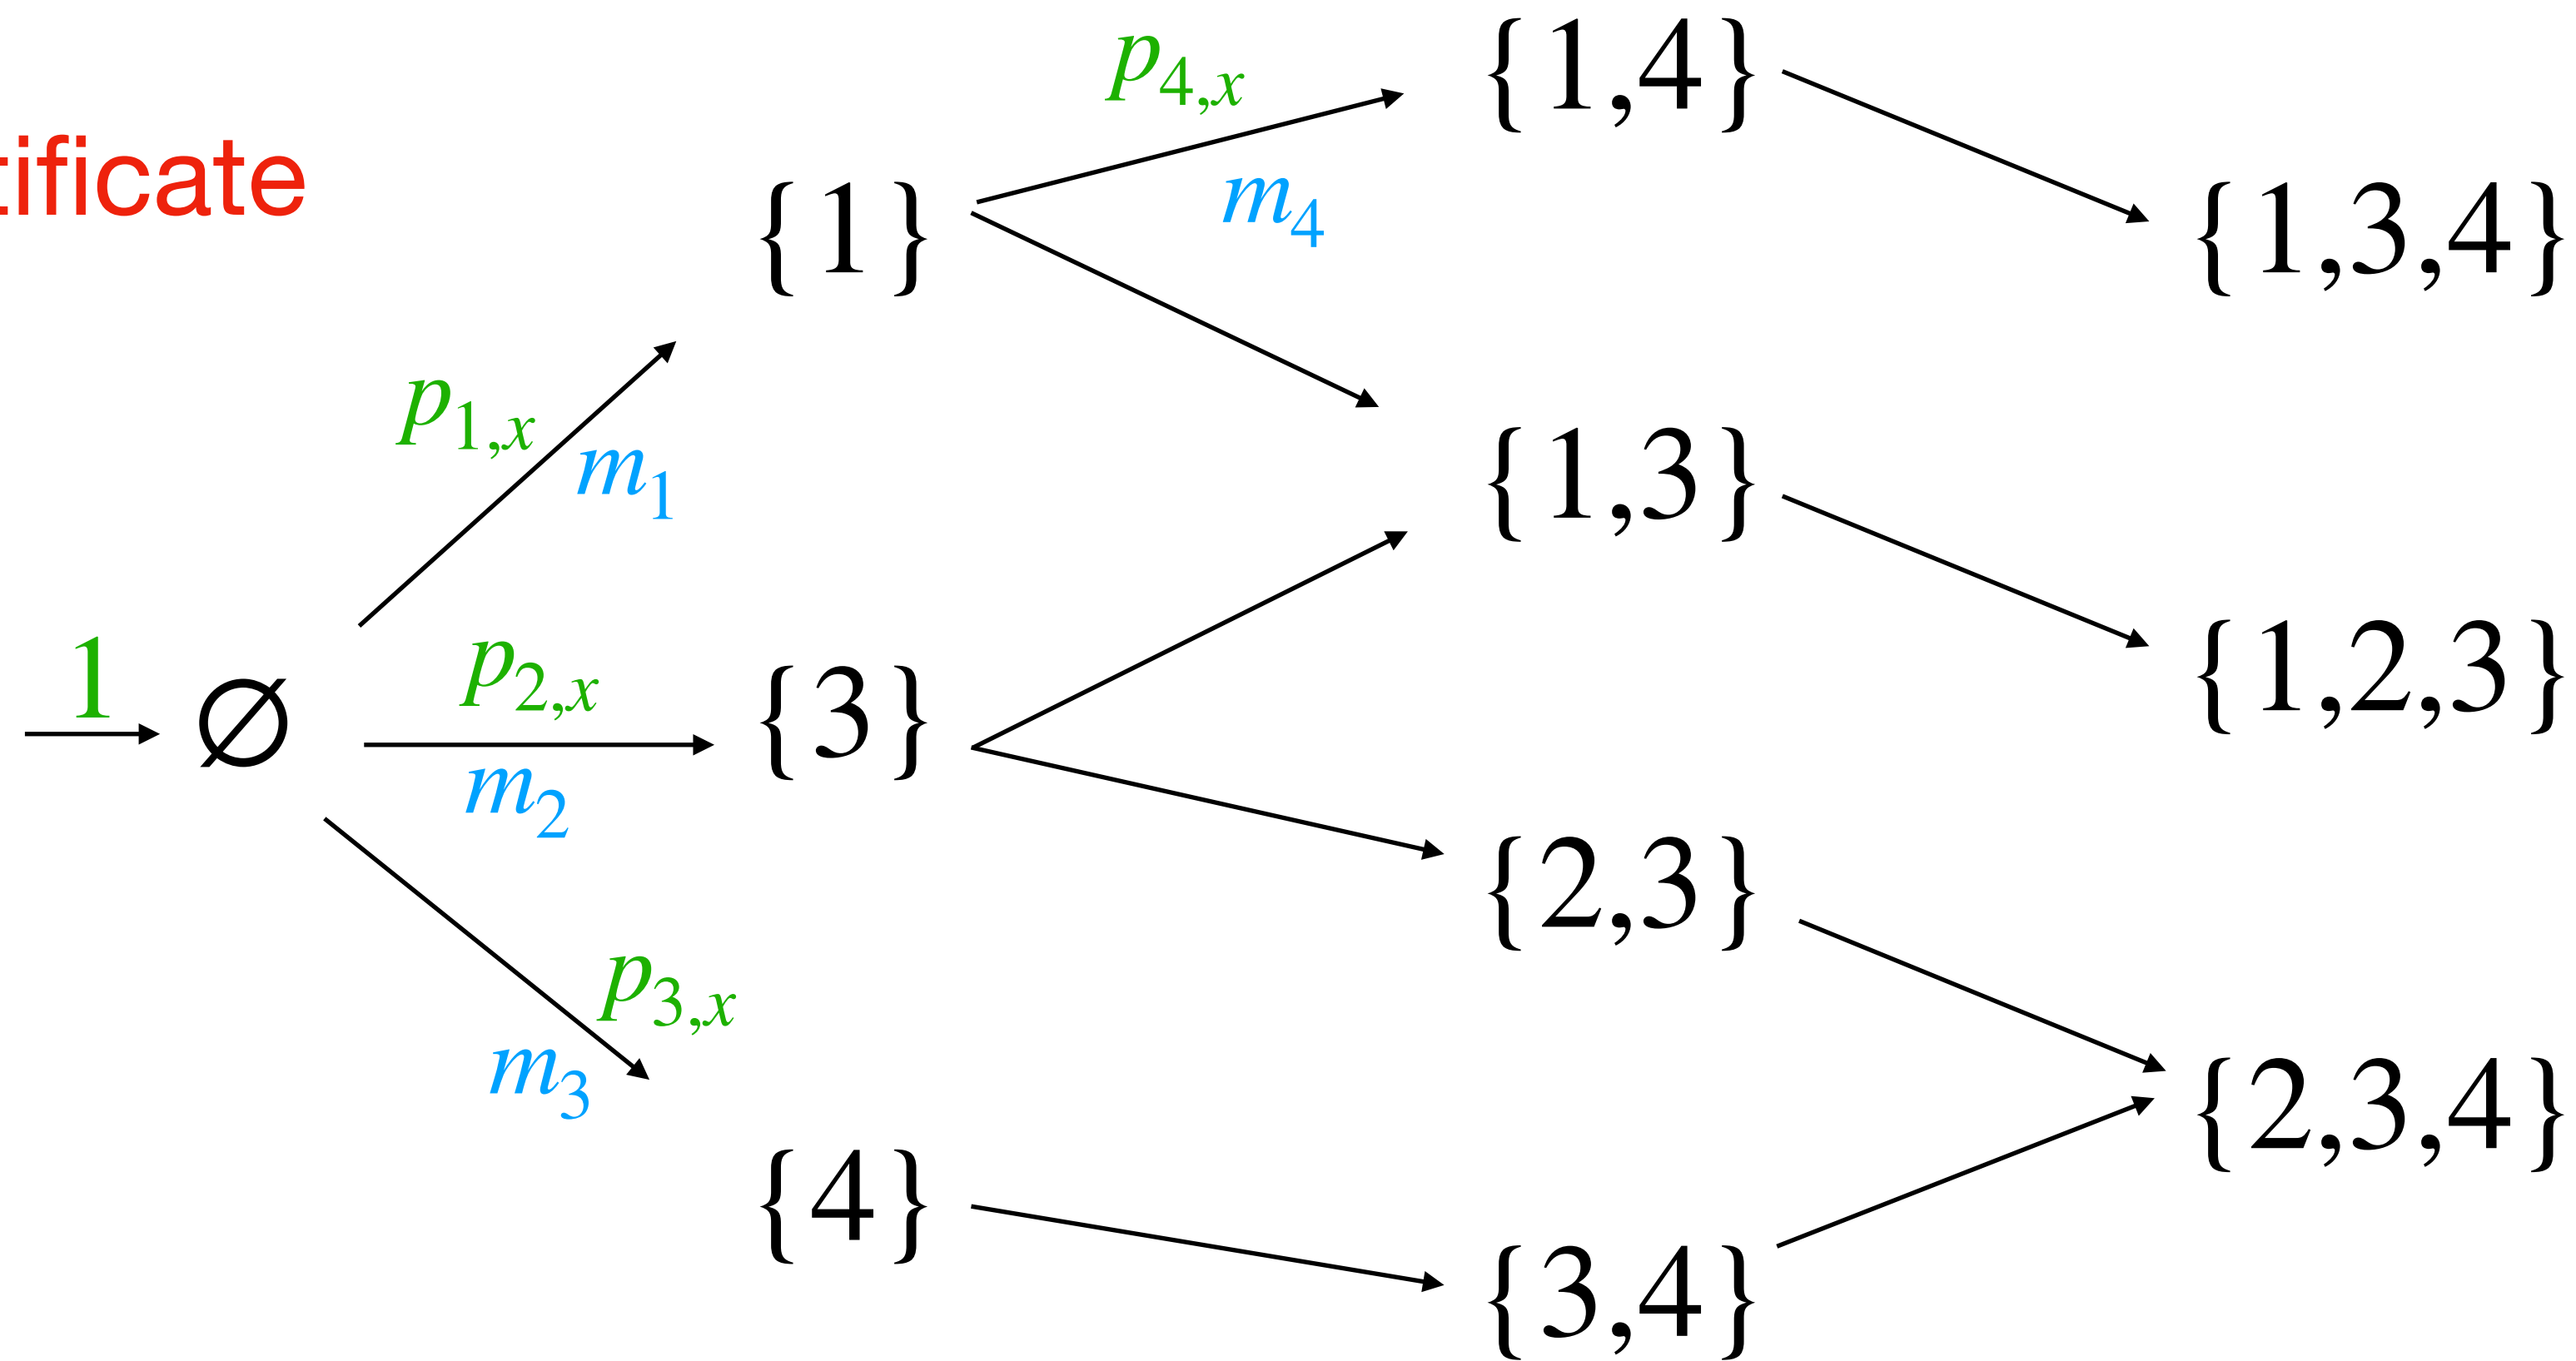 tificate
1
∅
p₁,ₓ
m₁
p₂,ₓ
m₂
p₃,ₓ
m₃
{1}
{3}
{4}
p₄,ₓ
m₄
{1,4}
{1,3}
{2,3}
{3,4}
{1,3,4}
{1,2,3}
{2,3,4}